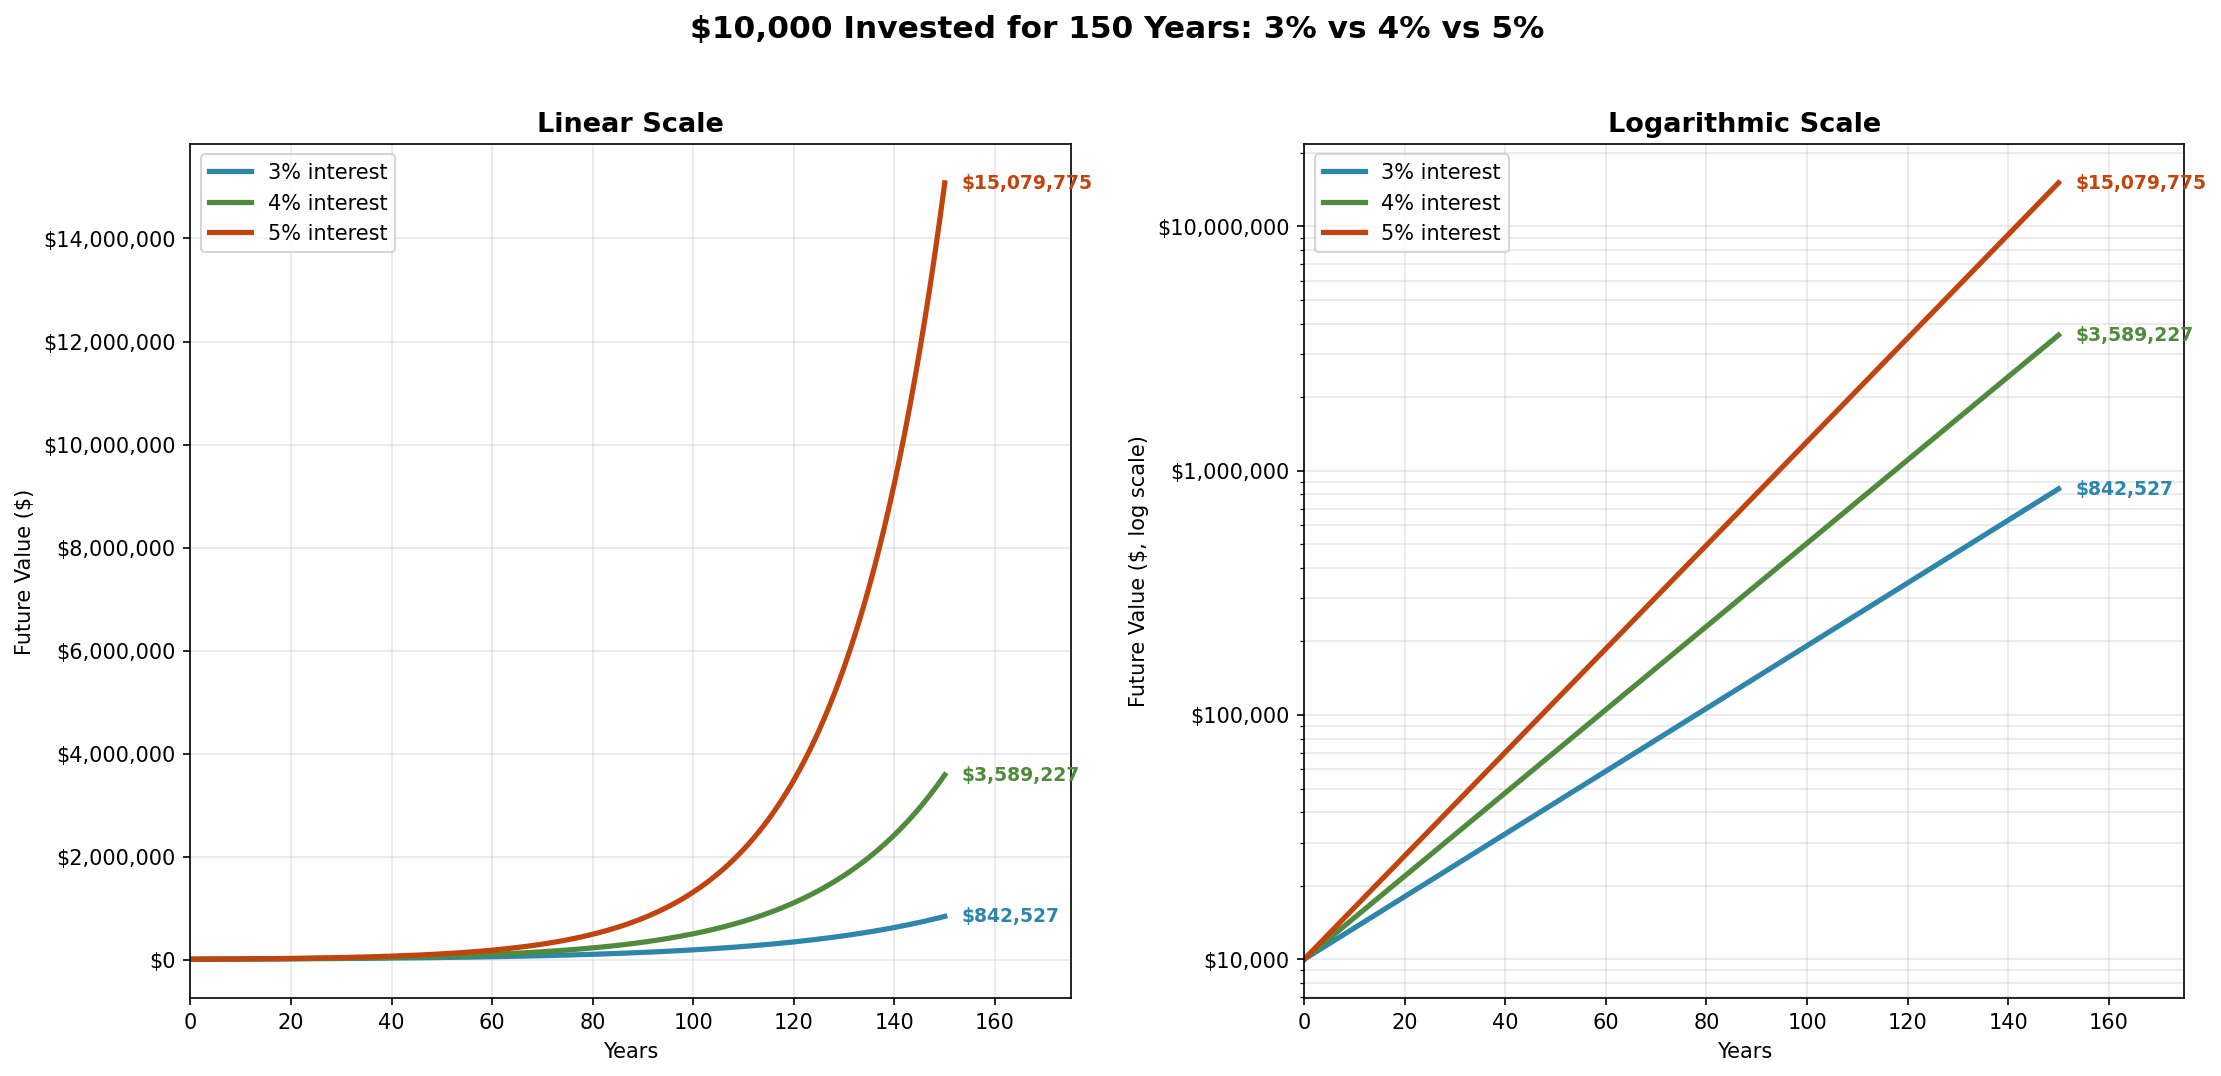 $10,000 Invested for 150 Years: 3% vs 4% vs 5%
Linear Scale
3% interest
4% interest
5% interest
$15,079,775
$3,589,227
$842,527
$14,000,000
$12,000,000
$10,000,000
$8,000,000
$6,000,000
$4,000,000
$2,000,000
$0
Future Value ($)
0 20 40 60 80 100 120 140 160
Years
Logarithmic Scale
3% interest
4% interest
5% interest
$15,079,775
$3,589,227
$842,527
$10,000,000
$1,000,000
$100,000
$10,000
Future Value ($, log scale)
0 20 40 60 80 100 120 140 160
Years